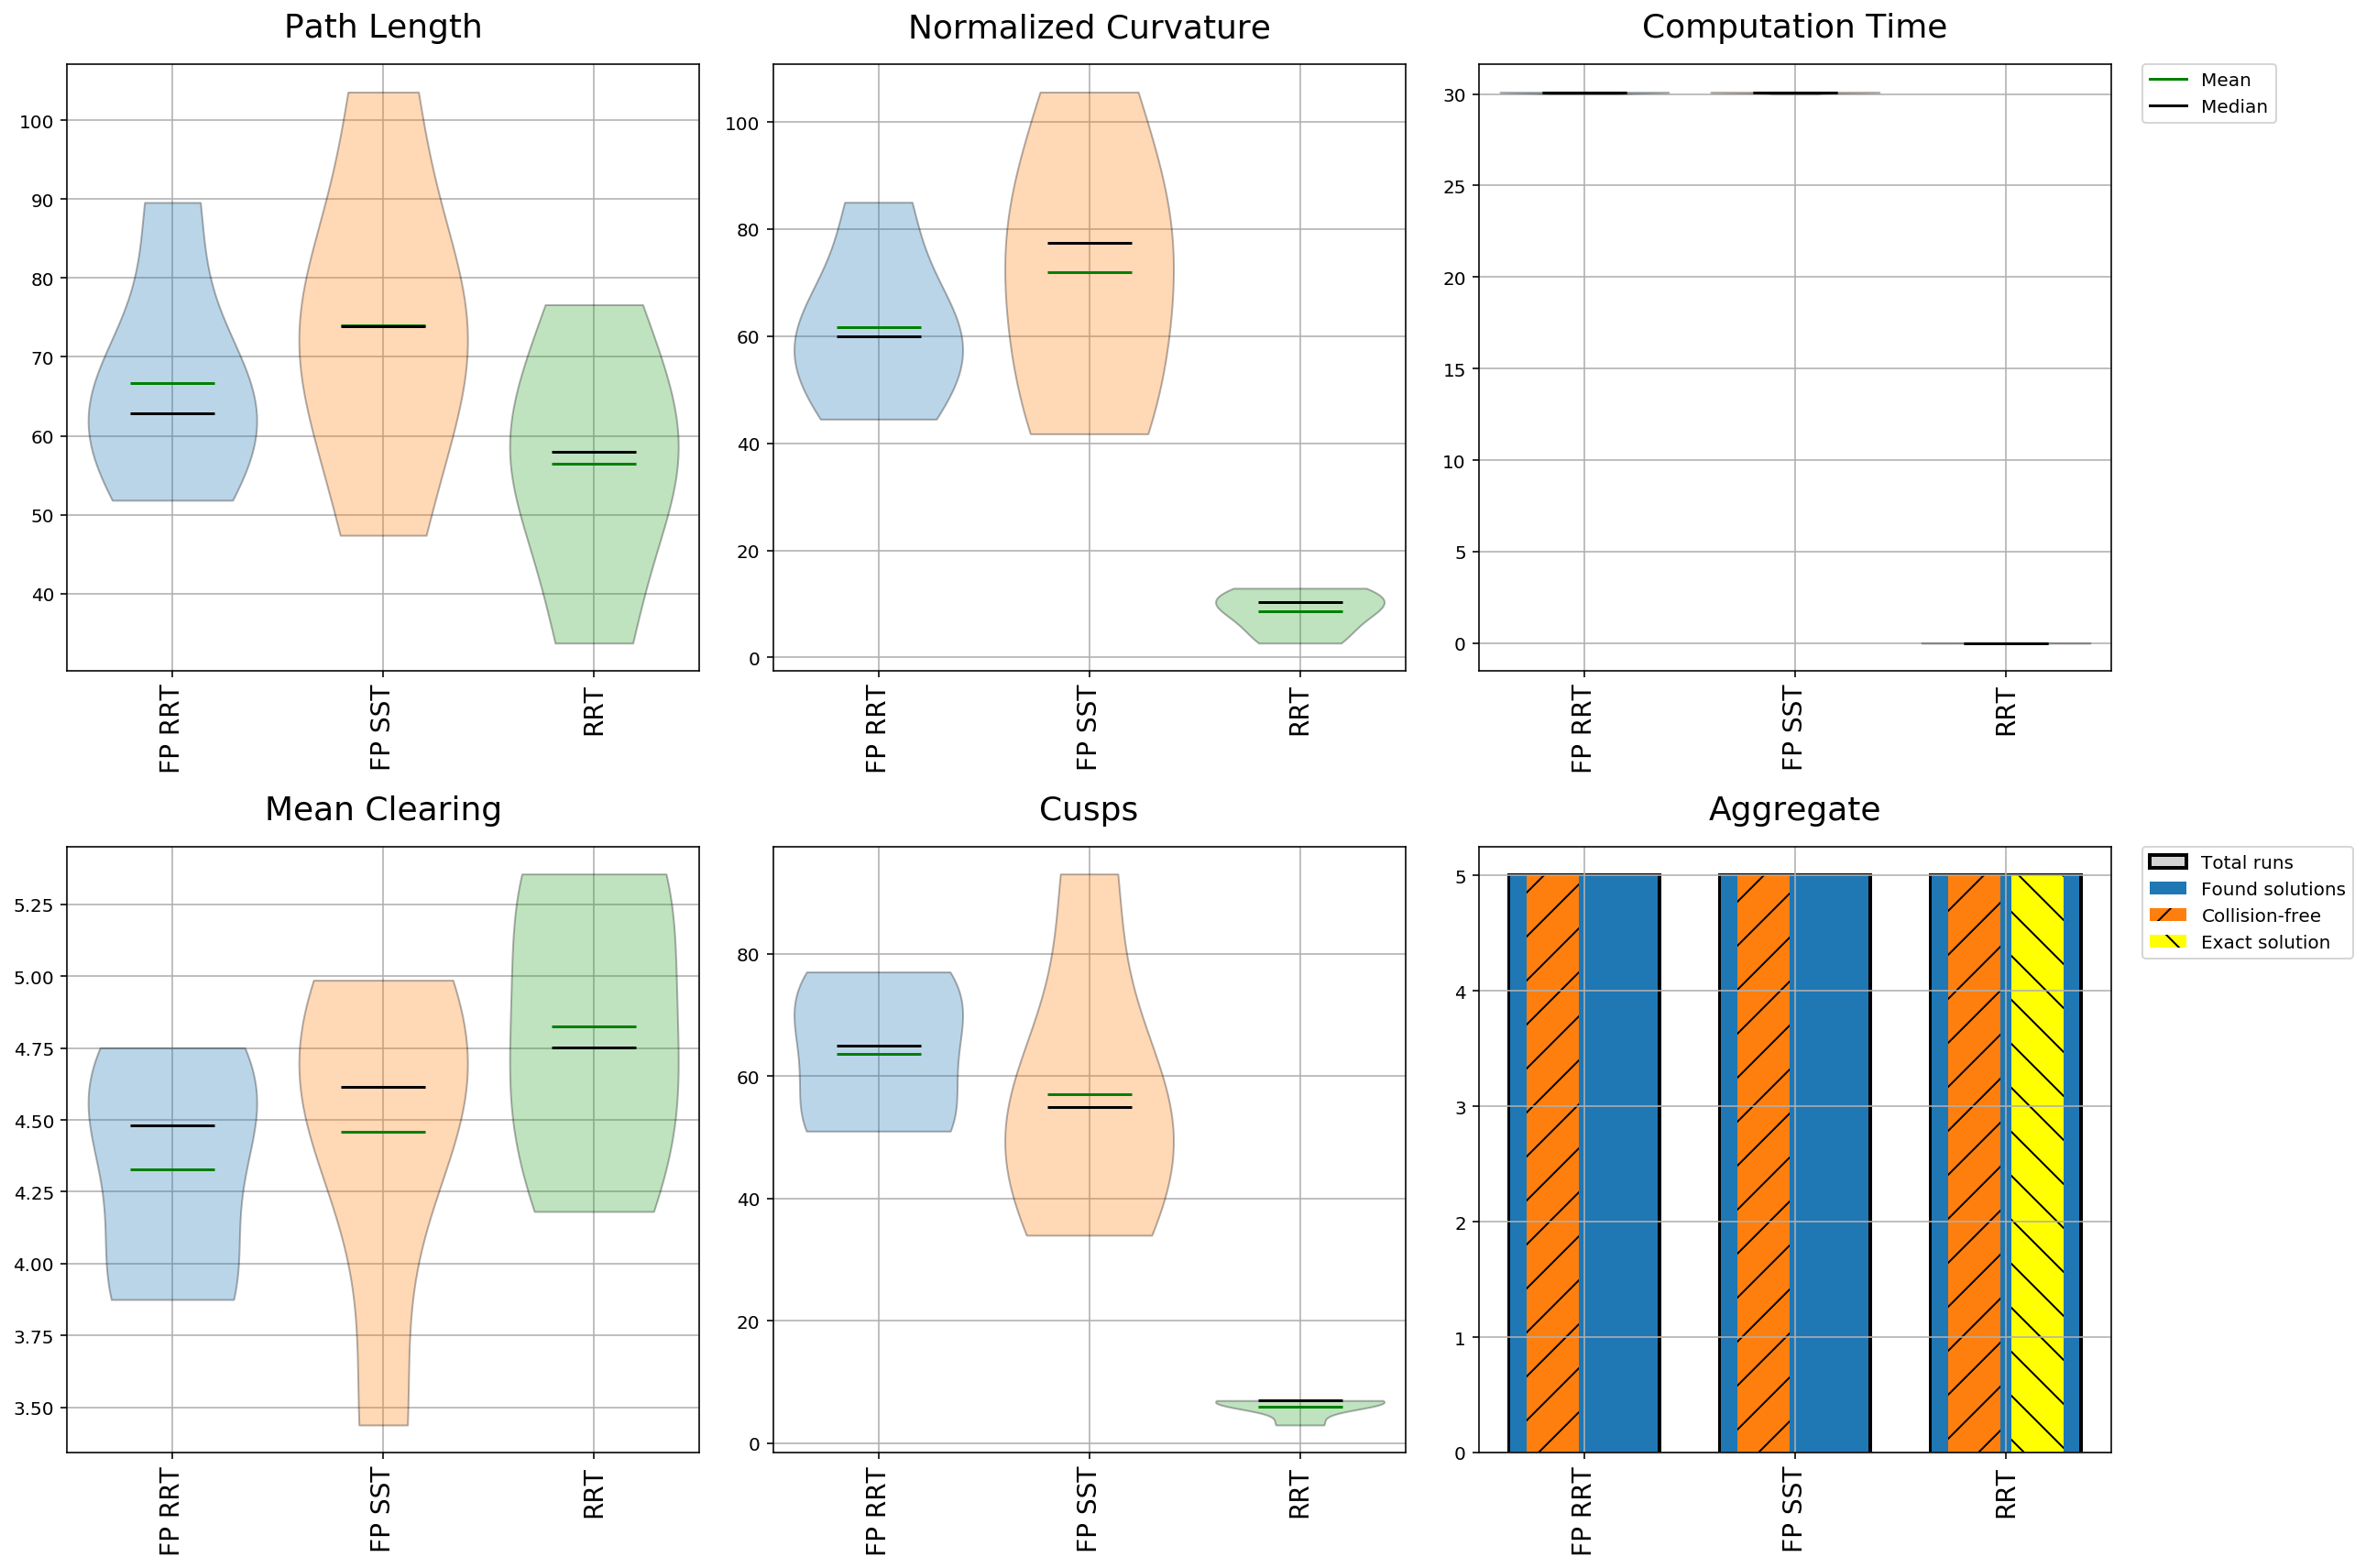 Path Length
100
90
80
70
60
50
40
FP RRT
FP SST
RRT
Normalized Curvature
100
80
60
40
20
0
FP RRT
FP SST
RRT
Computation Time
30
25
20
15
10
5
0
FP RRT
FP SST
RRT
Mean
Median
Mean Clearing
5.25
5.00
4.75
4.50
4.25
4.00
3.75
3.50
FP RRT
FP SST
RRT
Cusps
80
60
40
20
0
FP RRT
FP SST
RRT
Aggregate
5
4
3
2
1
0
FP RRT
FP SST
RRT
Total runs
Found solutions
Collision-free
Exact solution